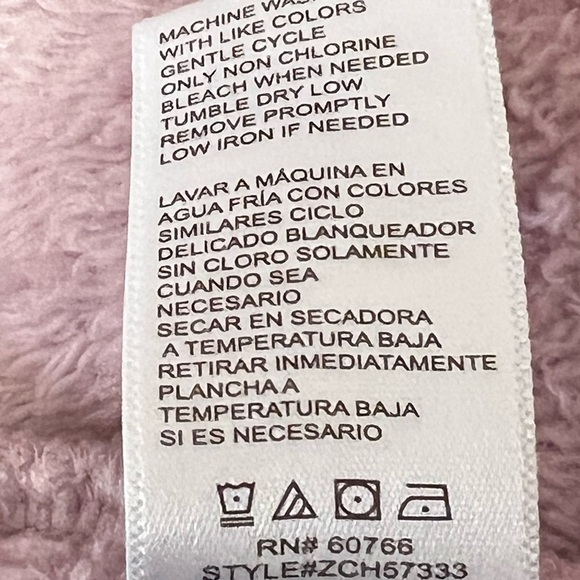 MACHINE
WITH LIKE COLORS
GENTLE CYCLE
ONLY NON CHLORINE
BLEACH WHEN NEEDED
TUMBLE DRY LOW
REMOVE PROMPTLY
LOW IRON IF NEEDED
LAVAR A MÁQUINA EN
AGUA FRÍA CON COLORES
SIMILARES CICLO
DELICADO BLANQUEADOR
SIN CLORO SOLAMENTE
CUANDO SEA
NECESARIO
SECAR EN SECADORA
A TEMPERATURA BAJA
RETIRAR INMEDIATAMENTE
PLANCHA A
TEMPERATURA BAJA
SI ES NECESARIO
RN# 60766
STYLE#ZCH57333